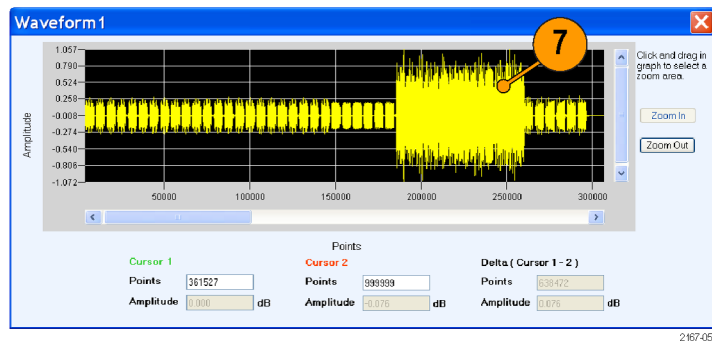 Waveform1
7
1.057
0.790
0.524
0.258
-0.008
-0.274
-0.540
-0.806
-1.072
Amplitude
50000 100000 150000 200000 250000 300000
Points
Click and drag in
graph to select a
zoom area.
Zoom In
Zoom Out
Cursor 1 Cursor 2 Delta ( Cursor 1 - 2 )
Points 361527 Points 999999 Points 638472
Amplitude 0.000 dB Amplitude -0.076 dB Amplitude 0.076 dB
2167-05